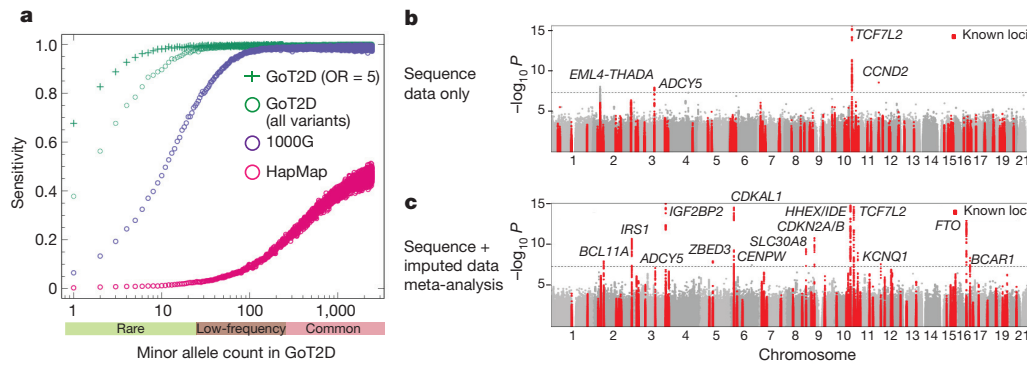 a
1.0
0.8
0.6
0.4
0.2
0
Sensitivity
GoT2D (OR = 5)
GoT2D
(all variants)
1000G
HapMap
1 10 100 1,000
Rare Low-frequency Common
Minor allele count in GoT2D
b
Sequence
data only
15
10
5
−log10 P
EML4-THADA
ADCY5
TCF7L2
CCND2
Known loci
1 2 3 4 5 6 7 8 9 10 11 12 13 14 15 16 17 19 21
c
Sequence +
imputed data
meta-analysis
15
10
5
−log10 P
BCL11A
IRS1
IGF2BP2
ADCY5
ZBED3
CDKAL1
CENPW
SLC30A8
CDKN2A/B
HHEX/IDE
TCF7L2
KCNQ1
FTO
BCAR1
Known loci
1 2 3 4 5 6 7 8 9 10 11 12 13 14 15 16 17 19 21
Chromosome